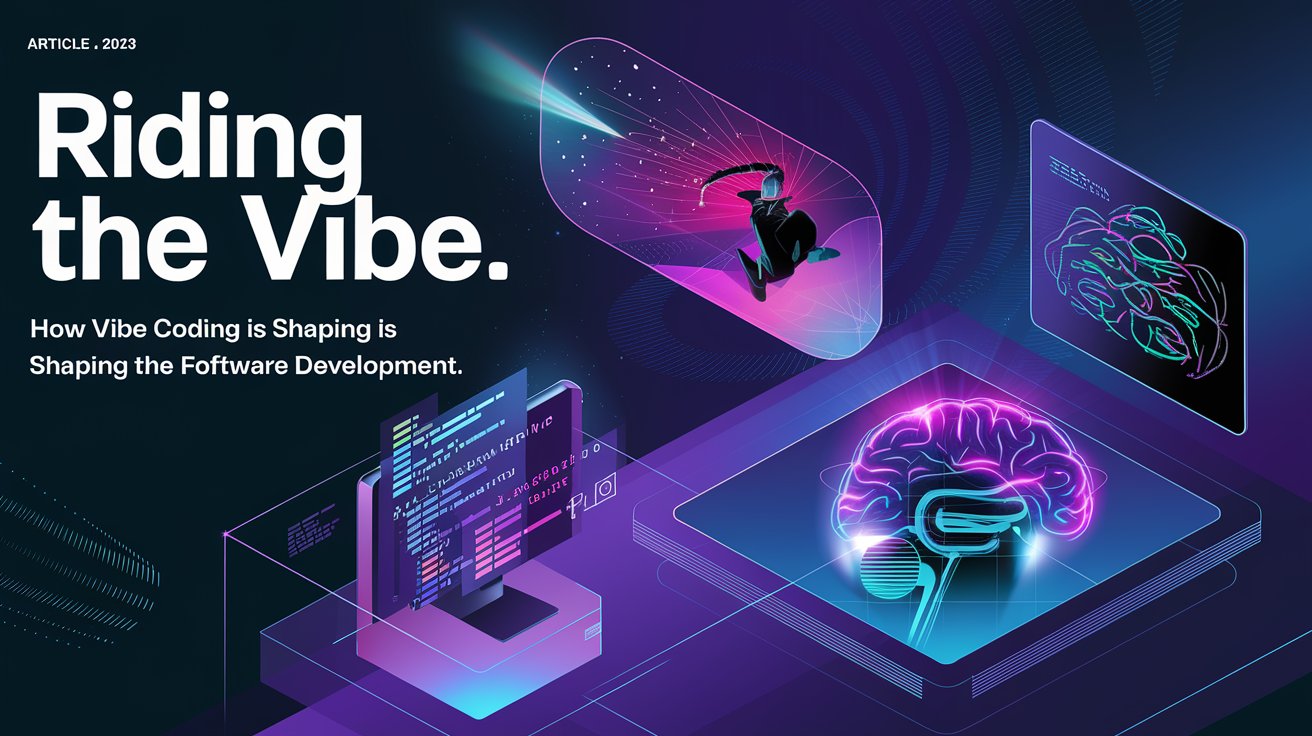 ARTICLE . 2023
Riding
the Vibe.
How Vibe Coding is Shaping is
Shaping the Foftware Development.